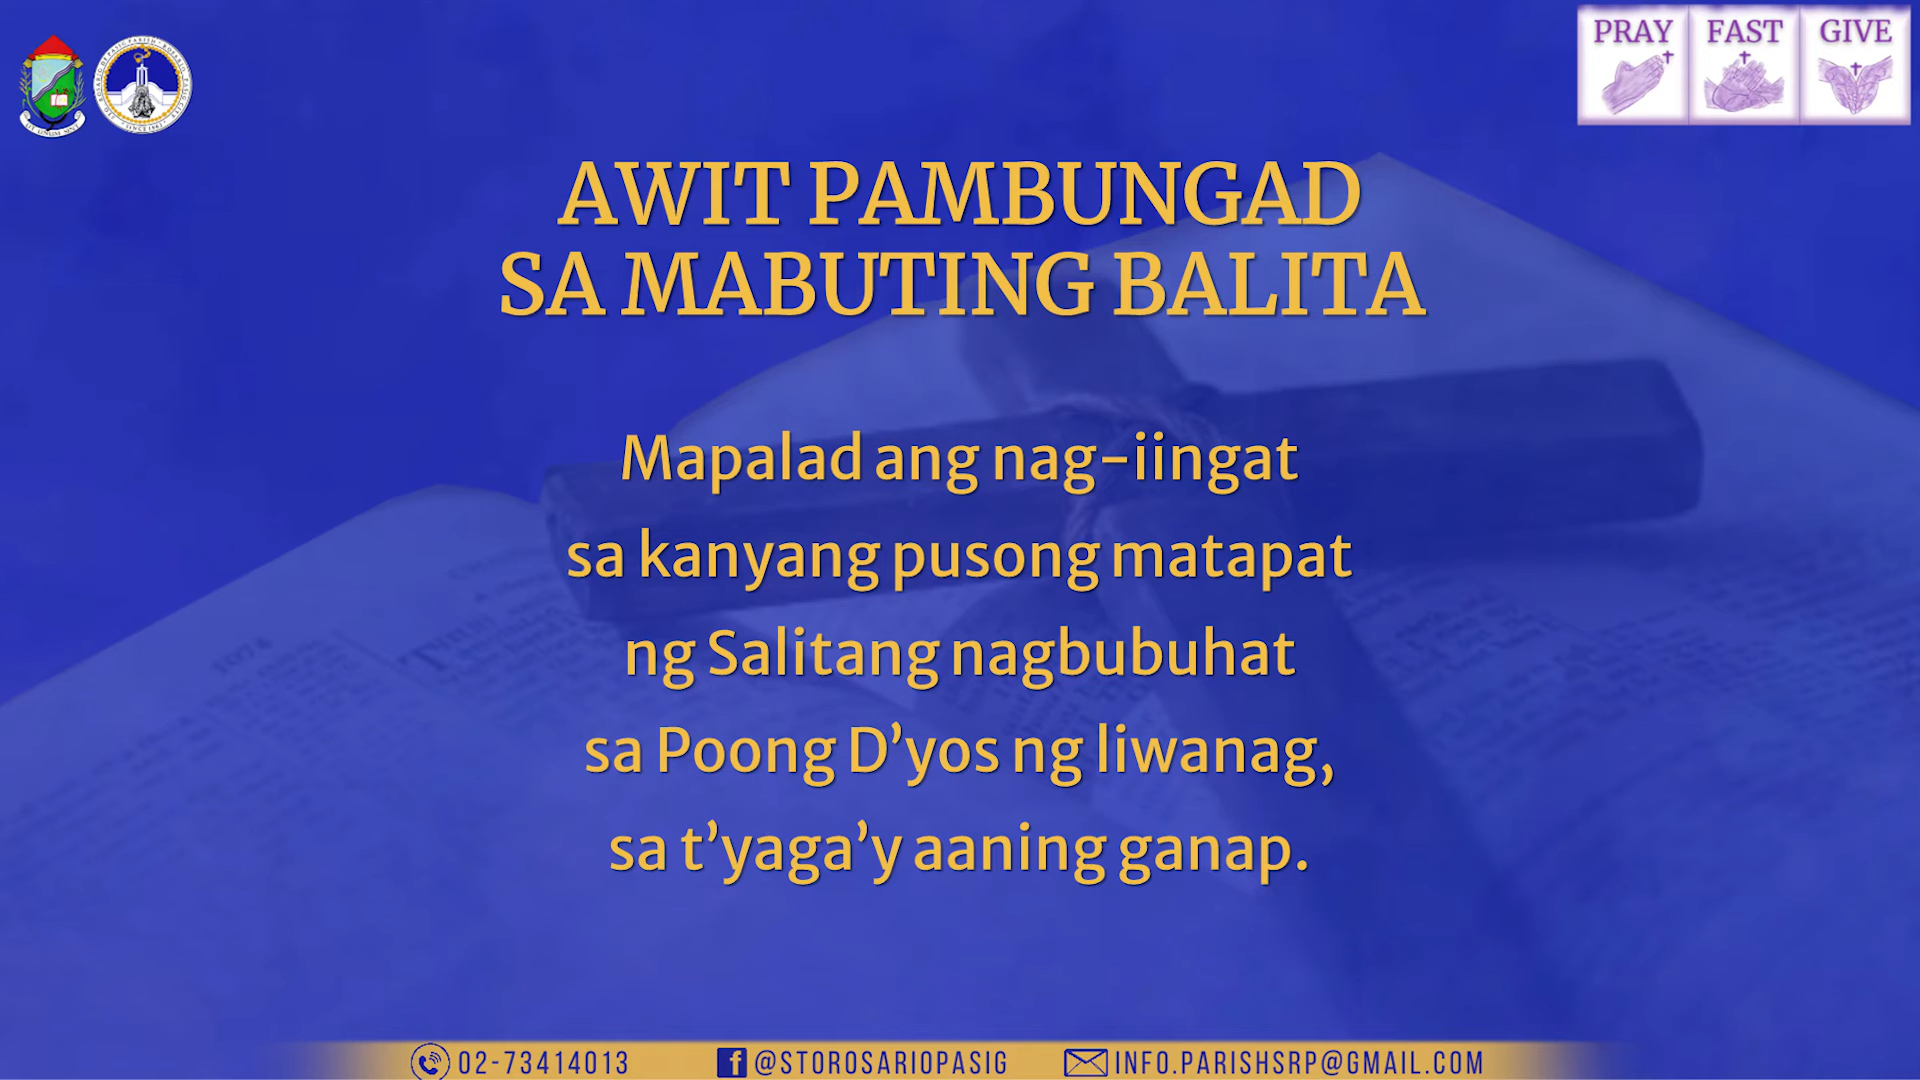 PRAY FAST GIVE
AWIT PAMBUNGAD
SA MABUTING BALITA
Mapalad ang nag-iingat
sa kanyang pusong matapat
ng Salitang nagbubuhat
sa Poong D’yos ng liwanag,
sa t’yaga’y aaning ganap.
1074
02-73414013 @STOROSARIOPASIG INFO.PARISHSRP@GMAIL.COM